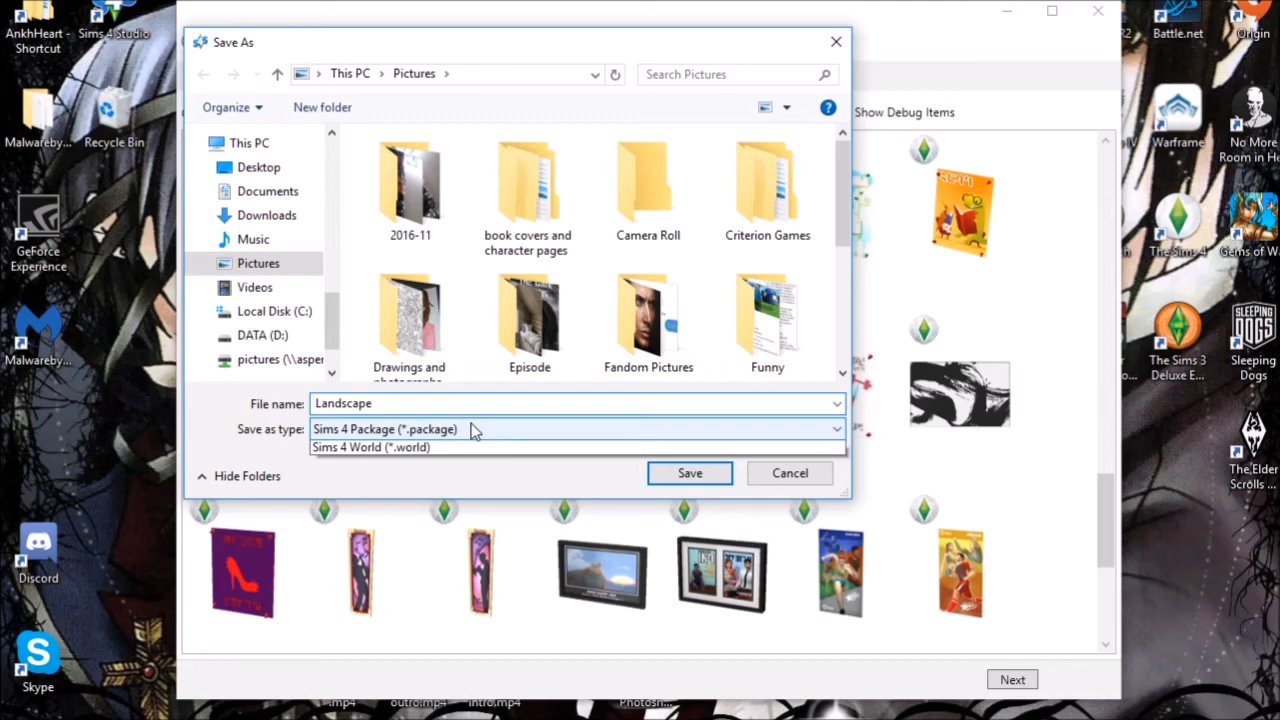 AnkhHeart -
Shortcut
Sims 4 Studio
Malwareby...
Recycle Bin
GeForce
Experience
Malwareby...
Discord
Skype
Save As
This PC
Pictures
Search Pictures
Organize
New folder
This PC
Desktop
Documents
Downloads
Music
Pictures
Videos
Local Disk (C:)
DATA (D:)
pictures (\\asper
2016-11
book covers and
character pages
Camera Roll
Criterion Games
Drawings and
photographs
Episode
Fandom Pictures
Funny
File name:
Landscape
Save as type:
Sims 4 Package (*.package)
Sims 4 World (*.world)
Hide Folders
Save
Cancel
Show Debug Items
Next
.mp4
outro.mp4
intro.mp4
Photosh...
Battle.net
Origin
Warframe
No More
Room in He
The Sims 4
Gems of Wa
The Sims 3
Deluxe E...
SLEEPING
DOGS
Sleeping
Dogs
The Elder
Scrolls ...